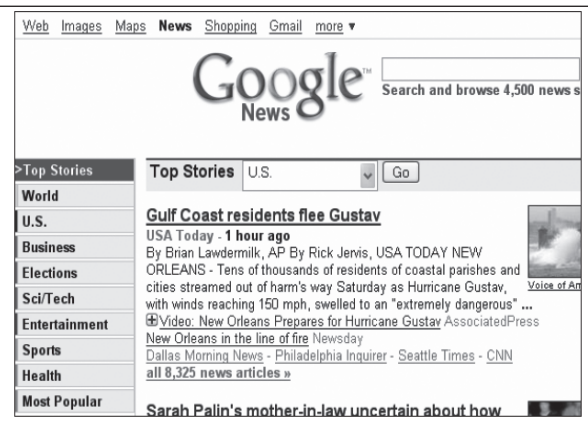 Web Images Maps News Shopping Gmail more ▼
Google™
News
Search and browse 4,500 news s
>Top Stories
World
U.S.
Business
Elections
Sci/Tech
Entertainment
Sports
Health
Most Popular
Top Stories U.S. Go
Gulf Coast residents flee Gustav
USA Today - 1 hour ago
By Brian Lawdermilk, AP By Rick Jervis, USA TODAY NEW
ORLEANS - Tens of thousands of residents of coastal parishes and
cities streamed out of harm's way Saturday as Hurricane Gustav,
with winds reaching 150 mph, swelled to an "extremely dangerous" ...
Video: New Orleans Prepares for Hurricane Gustav AssociatedPress
New Orleans in the line of fire Newsday
Dallas Morning News - Philadelphia Inquirer - Seattle Times - CNN
all 8,325 news articles »
Voice of Am
Sarah Palin's mother-in-law uncertain about how